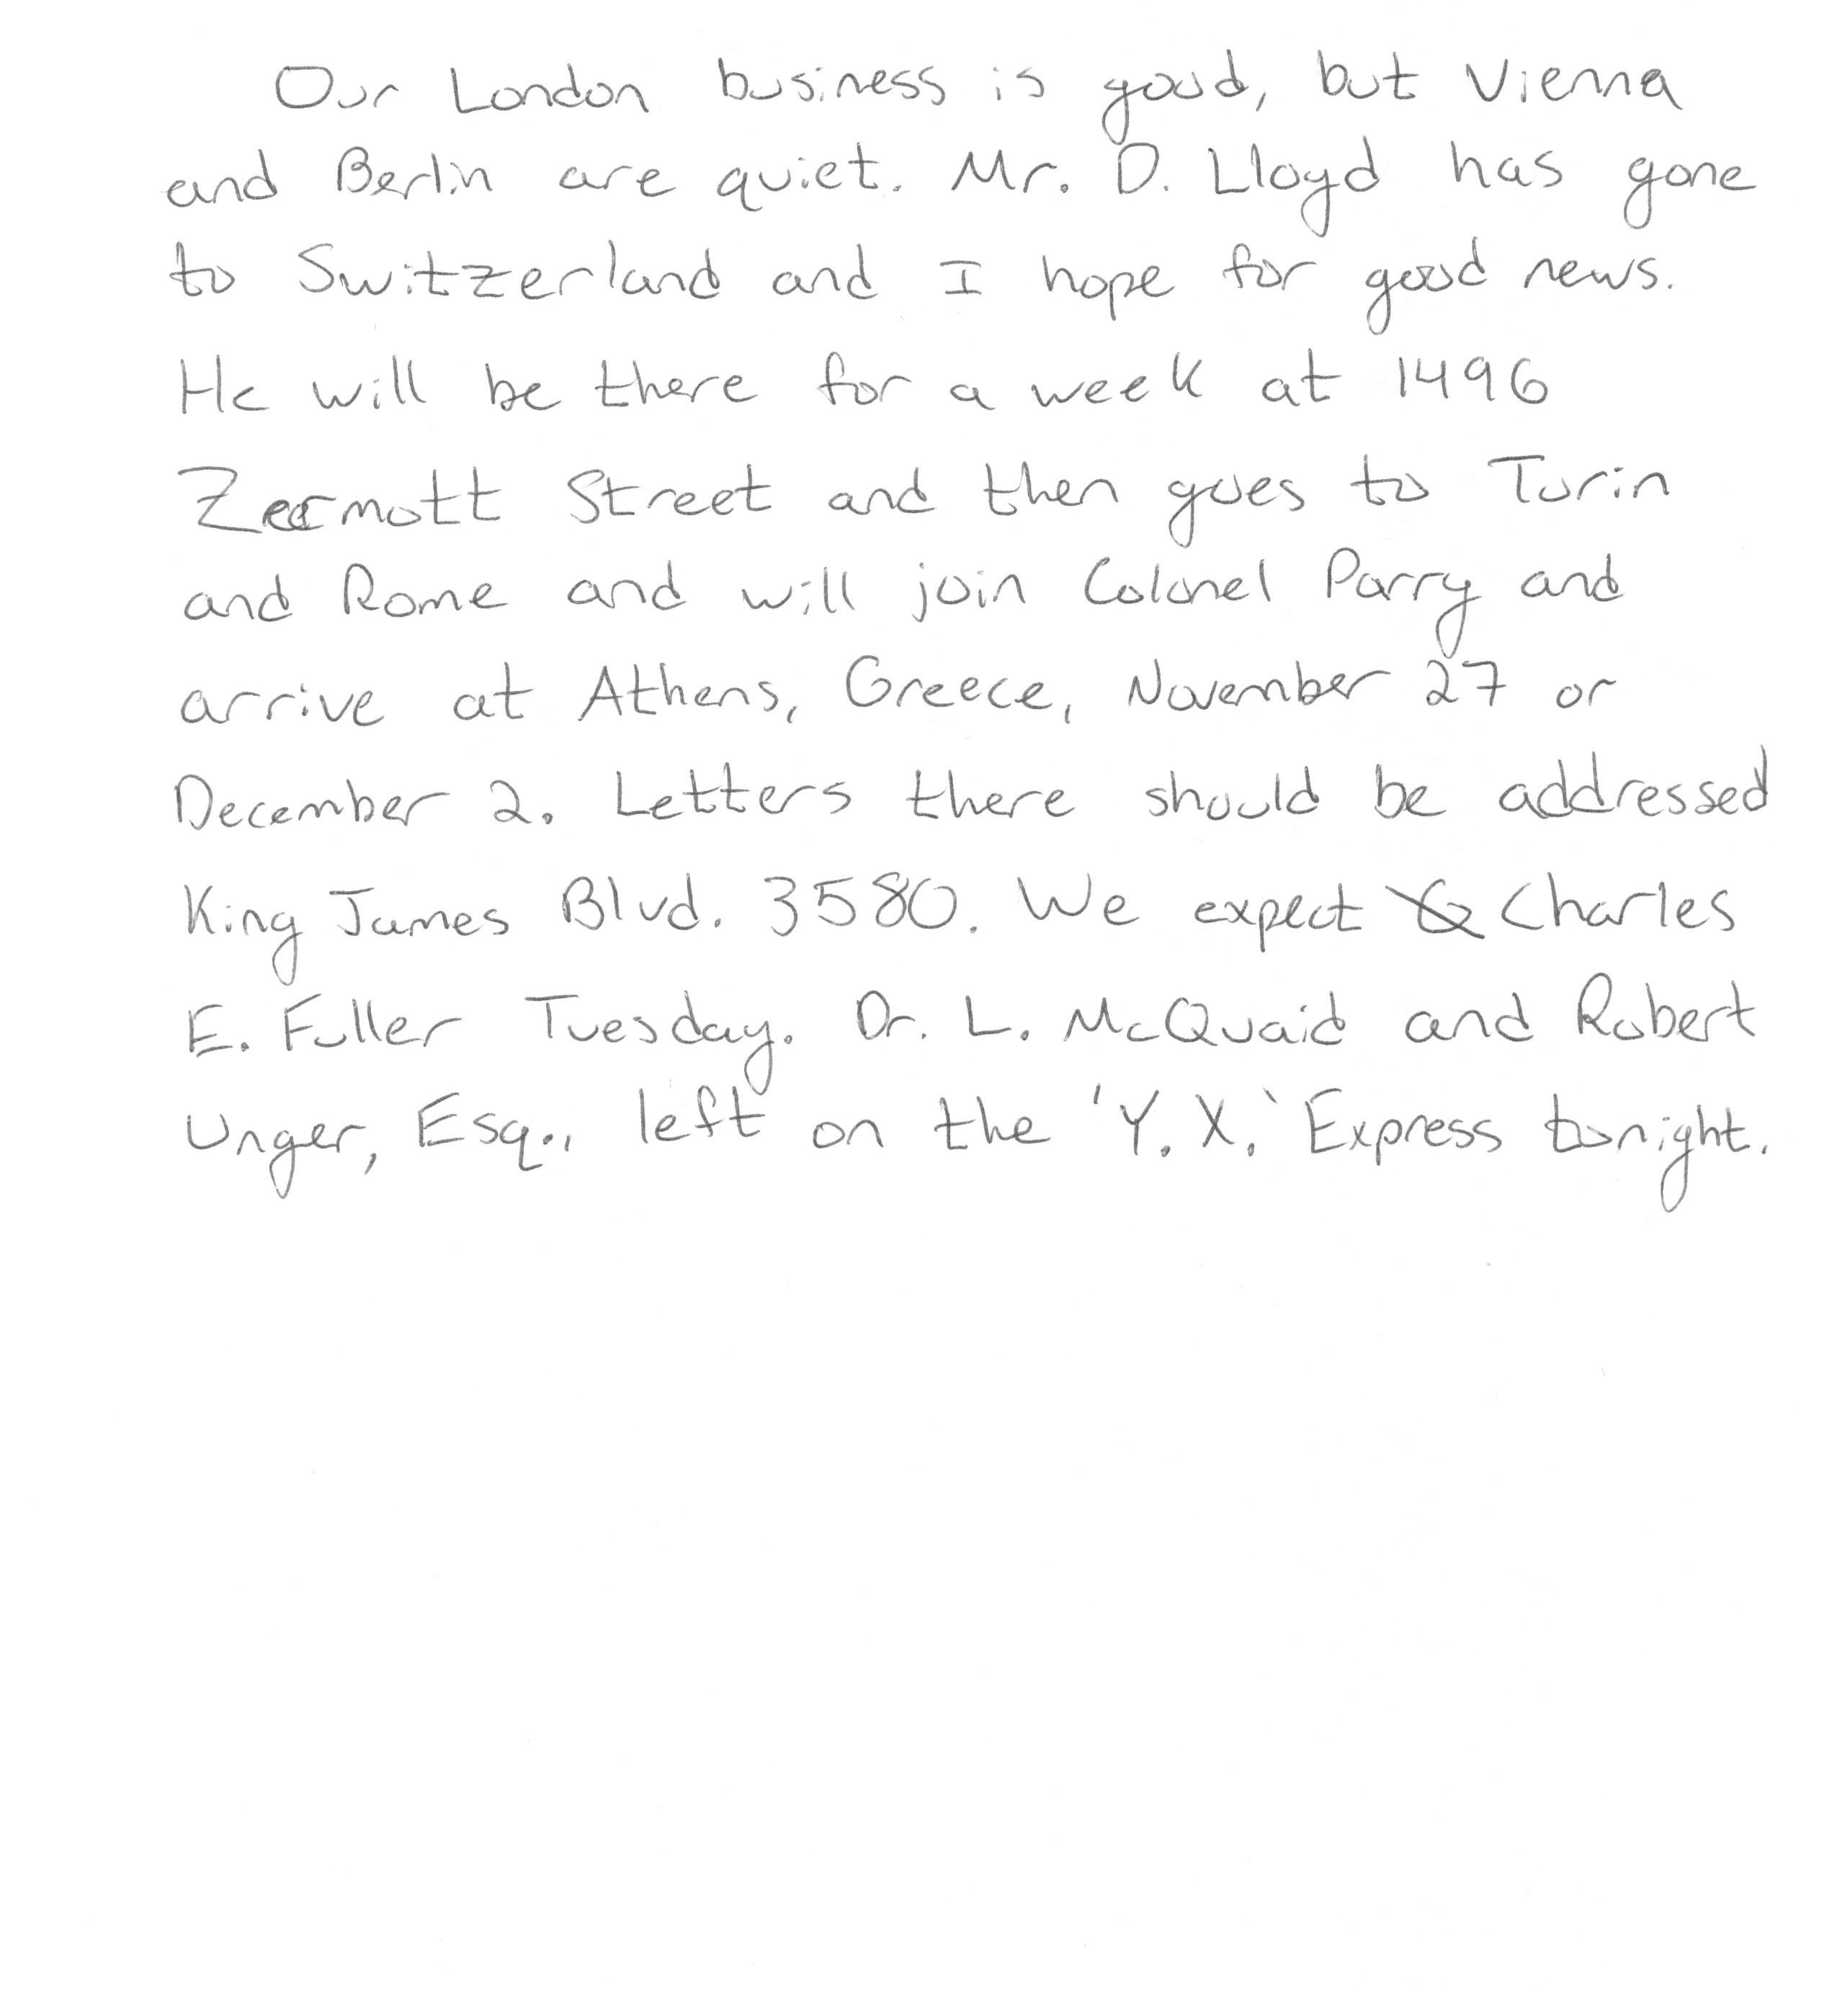 Our London business is good, but Vienna
and Berlin are quiet. Mr. D. Lloyd has gone
to Switzerland and I hope for good news.
He will be there for a week at 1496
Zermott Street and then goes to Turin
and Rome and will join Colonel Parry and
arrive at Athens, Greece, November 27 or
December 2. Letters there should be addressed
King James Blvd. 3580. We expect Charles
E. Fuller Tuesday. Dr. L. McQuaid and Robert
Unger, Esq., left on the 'Y.X.' Express tonight.